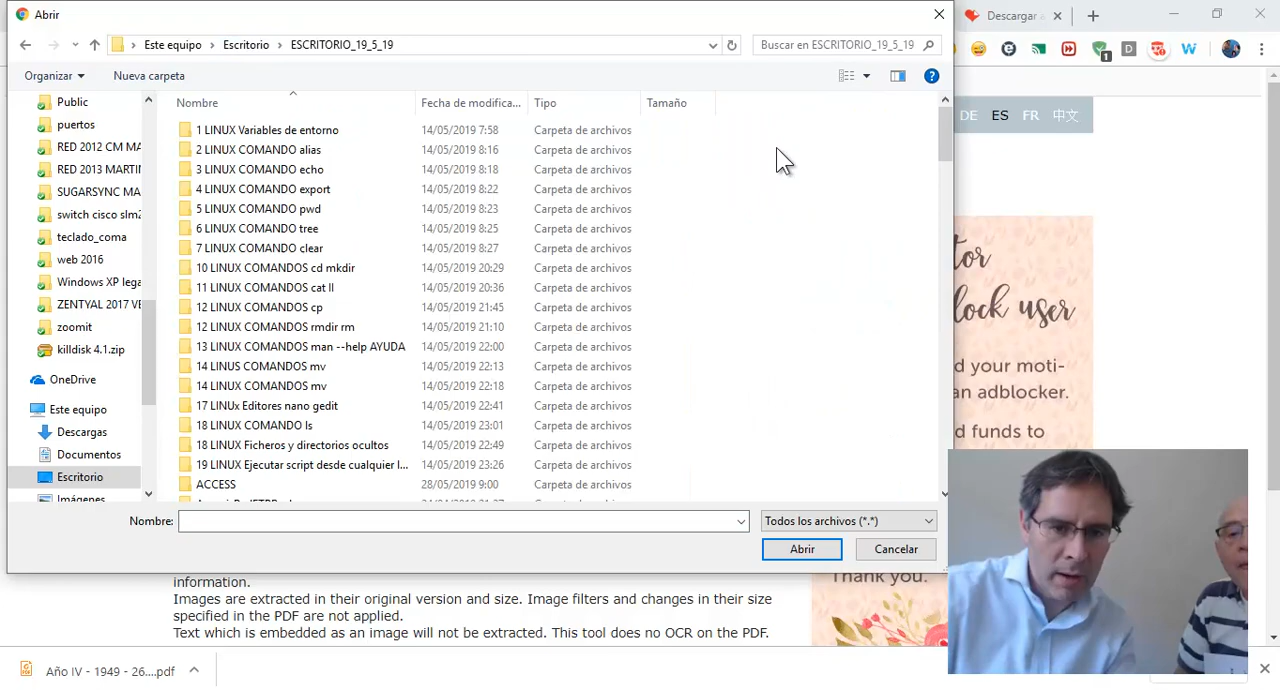 Abrir
Descargar a
Este equipo > Escritorio > ESCRITORIO_19_5_19
Buscar en ESCRITORIO_19_5_19
Organizar
Nueva carpeta
Public
puertos
RED 2012 CM MA
RED 2013 MARTIN
SUGARSYNC MA
switch cisco slm2
teclado_coma
web 2016
Windows XP lega
ZENTYAL 2017 VE
zoomit
killdisk 4.1.zip
OneDrive
Este equipo
Descargas
Documentos
Escritorio
Imágenes
Nombre Fecha de modifica... Tipo Tamaño
1 LINUX Variables de entorno 14/05/2019 7:58 Carpeta de archivos
2 LINUX COMANDO alias 14/05/2019 8:16 Carpeta de archivos
3 LINUX COMANDO echo 14/05/2019 8:18 Carpeta de archivos
4 LINUX COMANDO export 14/05/2019 8:22 Carpeta de archivos
5 LINUX COMANDO pwd 14/05/2019 8:23 Carpeta de archivos
6 LINUX COMANDO tree 14/05/2019 8:25 Carpeta de archivos
7 LINUX COMANDO clear 14/05/2019 8:27 Carpeta de archivos
10 LINUX COMANDOS cd mkdir 14/05/2019 20:29 Carpeta de archivos
11 LINUX COMANDOS cat ll 14/05/2019 20:36 Carpeta de archivos
12 LINUX COMANDOS cp 14/05/2019 21:45 Carpeta de archivos
12 LINUX COMANDOS rmdir rm 14/05/2019 21:10 Carpeta de archivos
13 LINUX COMANDOS man --help AYUDA 14/05/2019 22:00 Carpeta de archivos
14 LINUS COMANDOS mv 14/05/2019 22:13 Carpeta de archivos
14 LINUX COMANDOS mv 14/05/2019 22:18 Carpeta de archivos
17 LINUx Editores nano gedit 14/05/2019 22:41 Carpeta de archivos
18 LINUX COMANDO ls 14/05/2019 23:01 Carpeta de archivos
18 LINUX Ficheros y directorios ocultos 14/05/2019 22:49 Carpeta de archivos
19 LINUX Ejecutar script desde cualquier l... 14/05/2019 23:26 Carpeta de archivos
ACCESS 28/05/2019 9:00 Carpeta de archivos
Nombre:
Todos los archivos (*.*)
Abrir
Cancelar
DE ES FR 中文
tor
lock user
d your moti-
an adblocker.
d funds to
Thank you.
information.
Images are extracted in their original version and size. Image filters and changes in their size
specified in the PDF are not applied.
Text which is embedded as an image will not be extracted. This tool does no OCR on the PDF.
Año IV - 1949 - 26....pdf